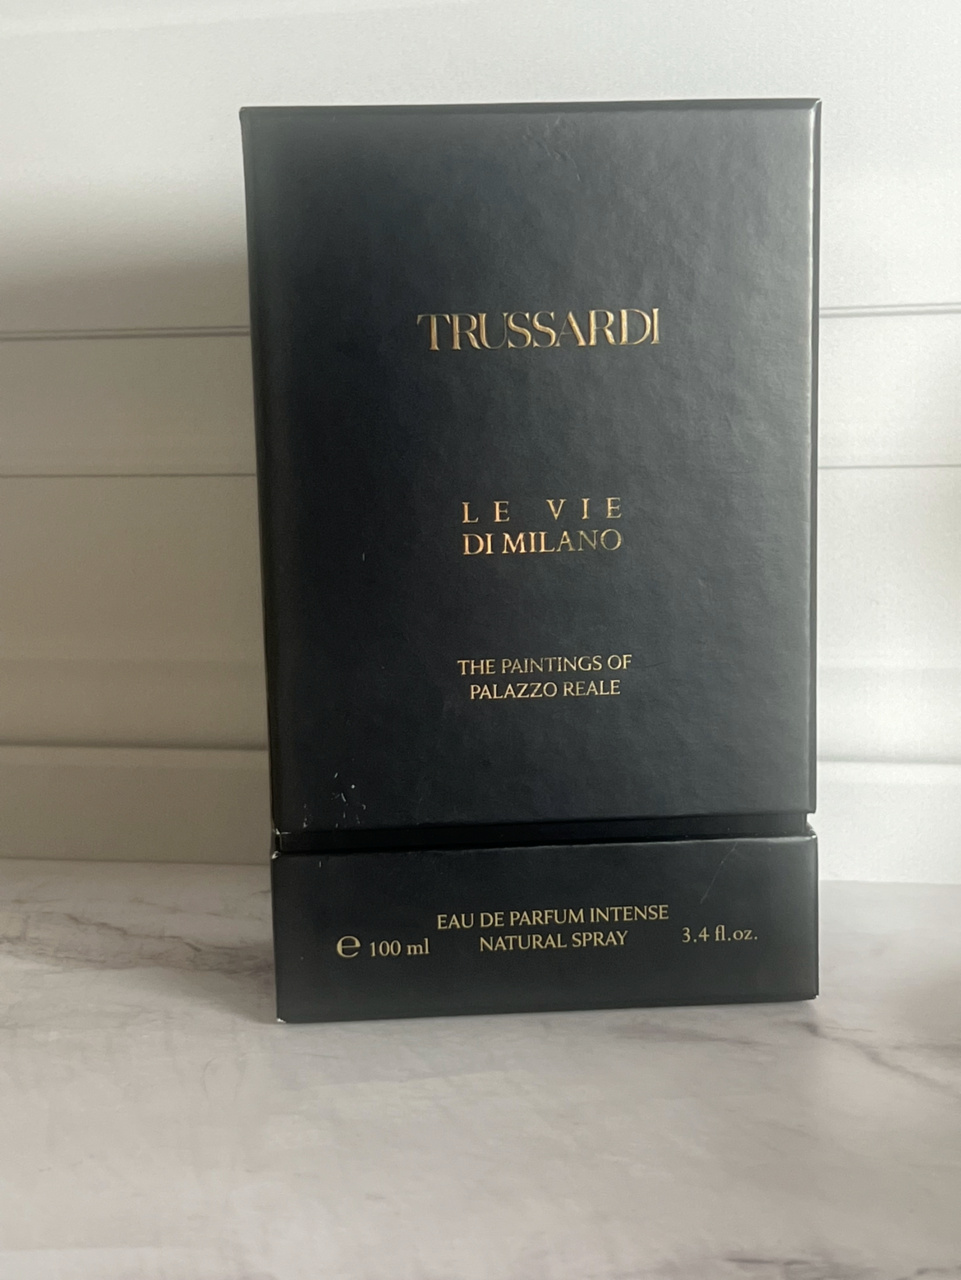 TRUSSARDI
LE VIE
DI MILANO
THE PAINTINGS OF
PALAZZO REALE
EAU DE PARFUM INTENSE
NATURAL SPRAY
℮ 100 ml
3.4 fl.oz.